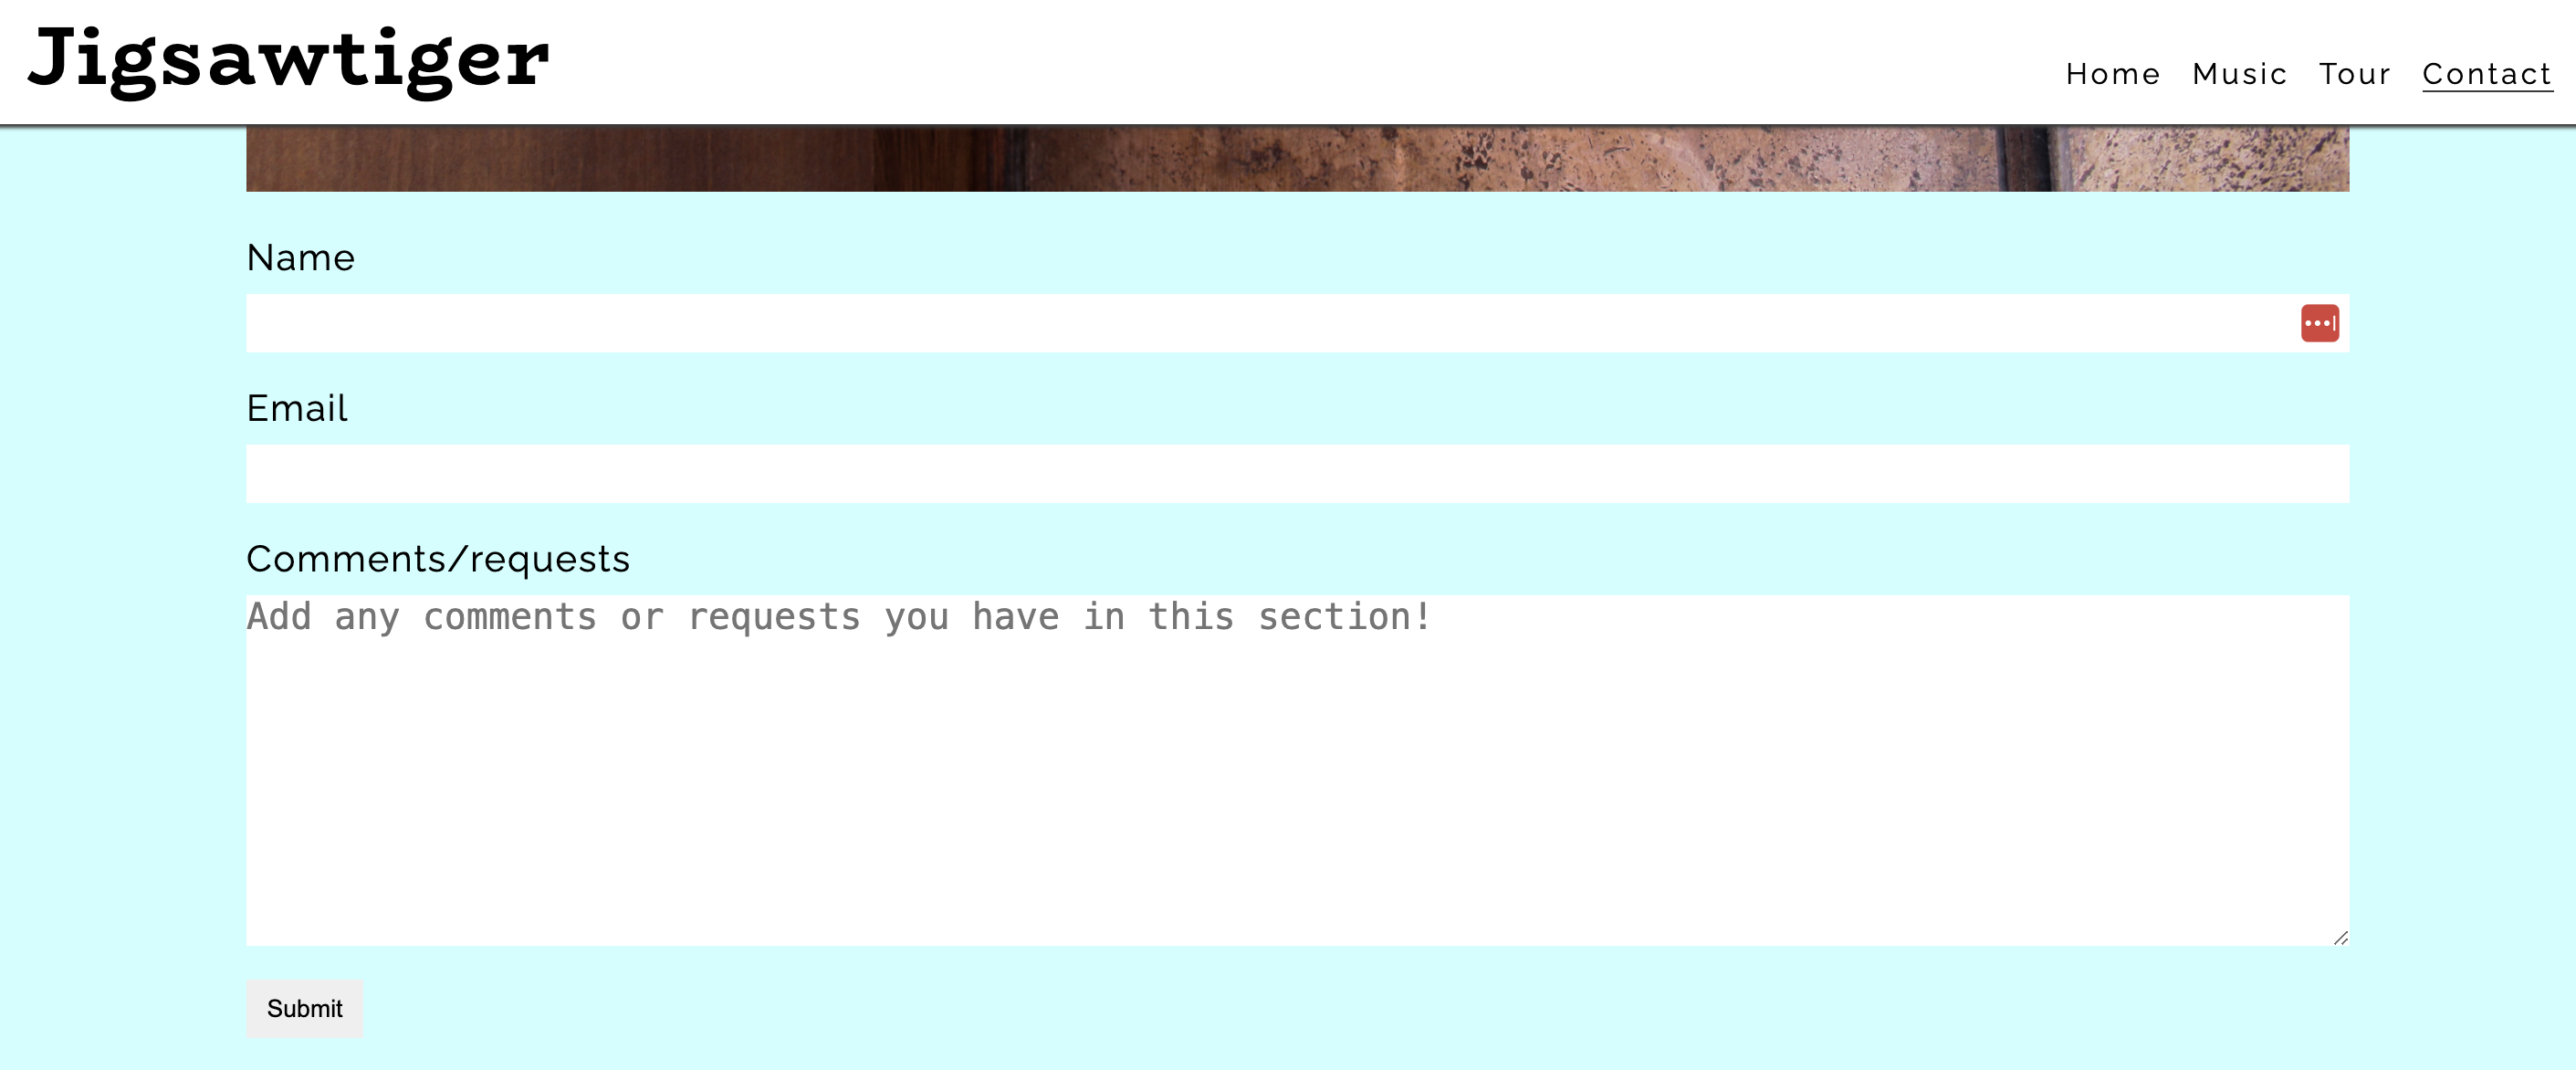 Jigsawtiger
Home Music Tour Contact
Name
Email
Comments/requests
Add any comments or requests you have in this section!
Submit